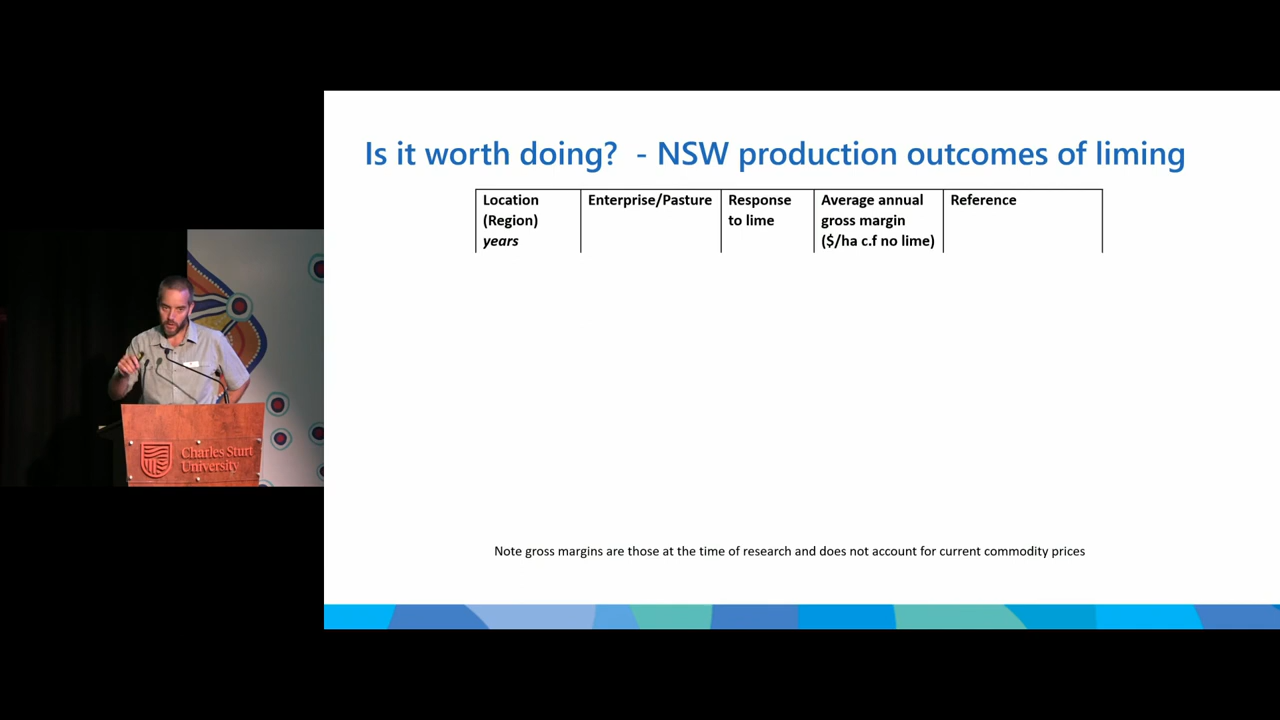 Is it worth doing?  - NSW production outcomes of liming
Location
(Region)
years
Enterprise/Pasture
Response
to lime
Average annual
gross margin
($/ha c.f no lime)
Reference
Note gross margins are those at the time of research and does not account for current commodity prices
Charles Sturt
University